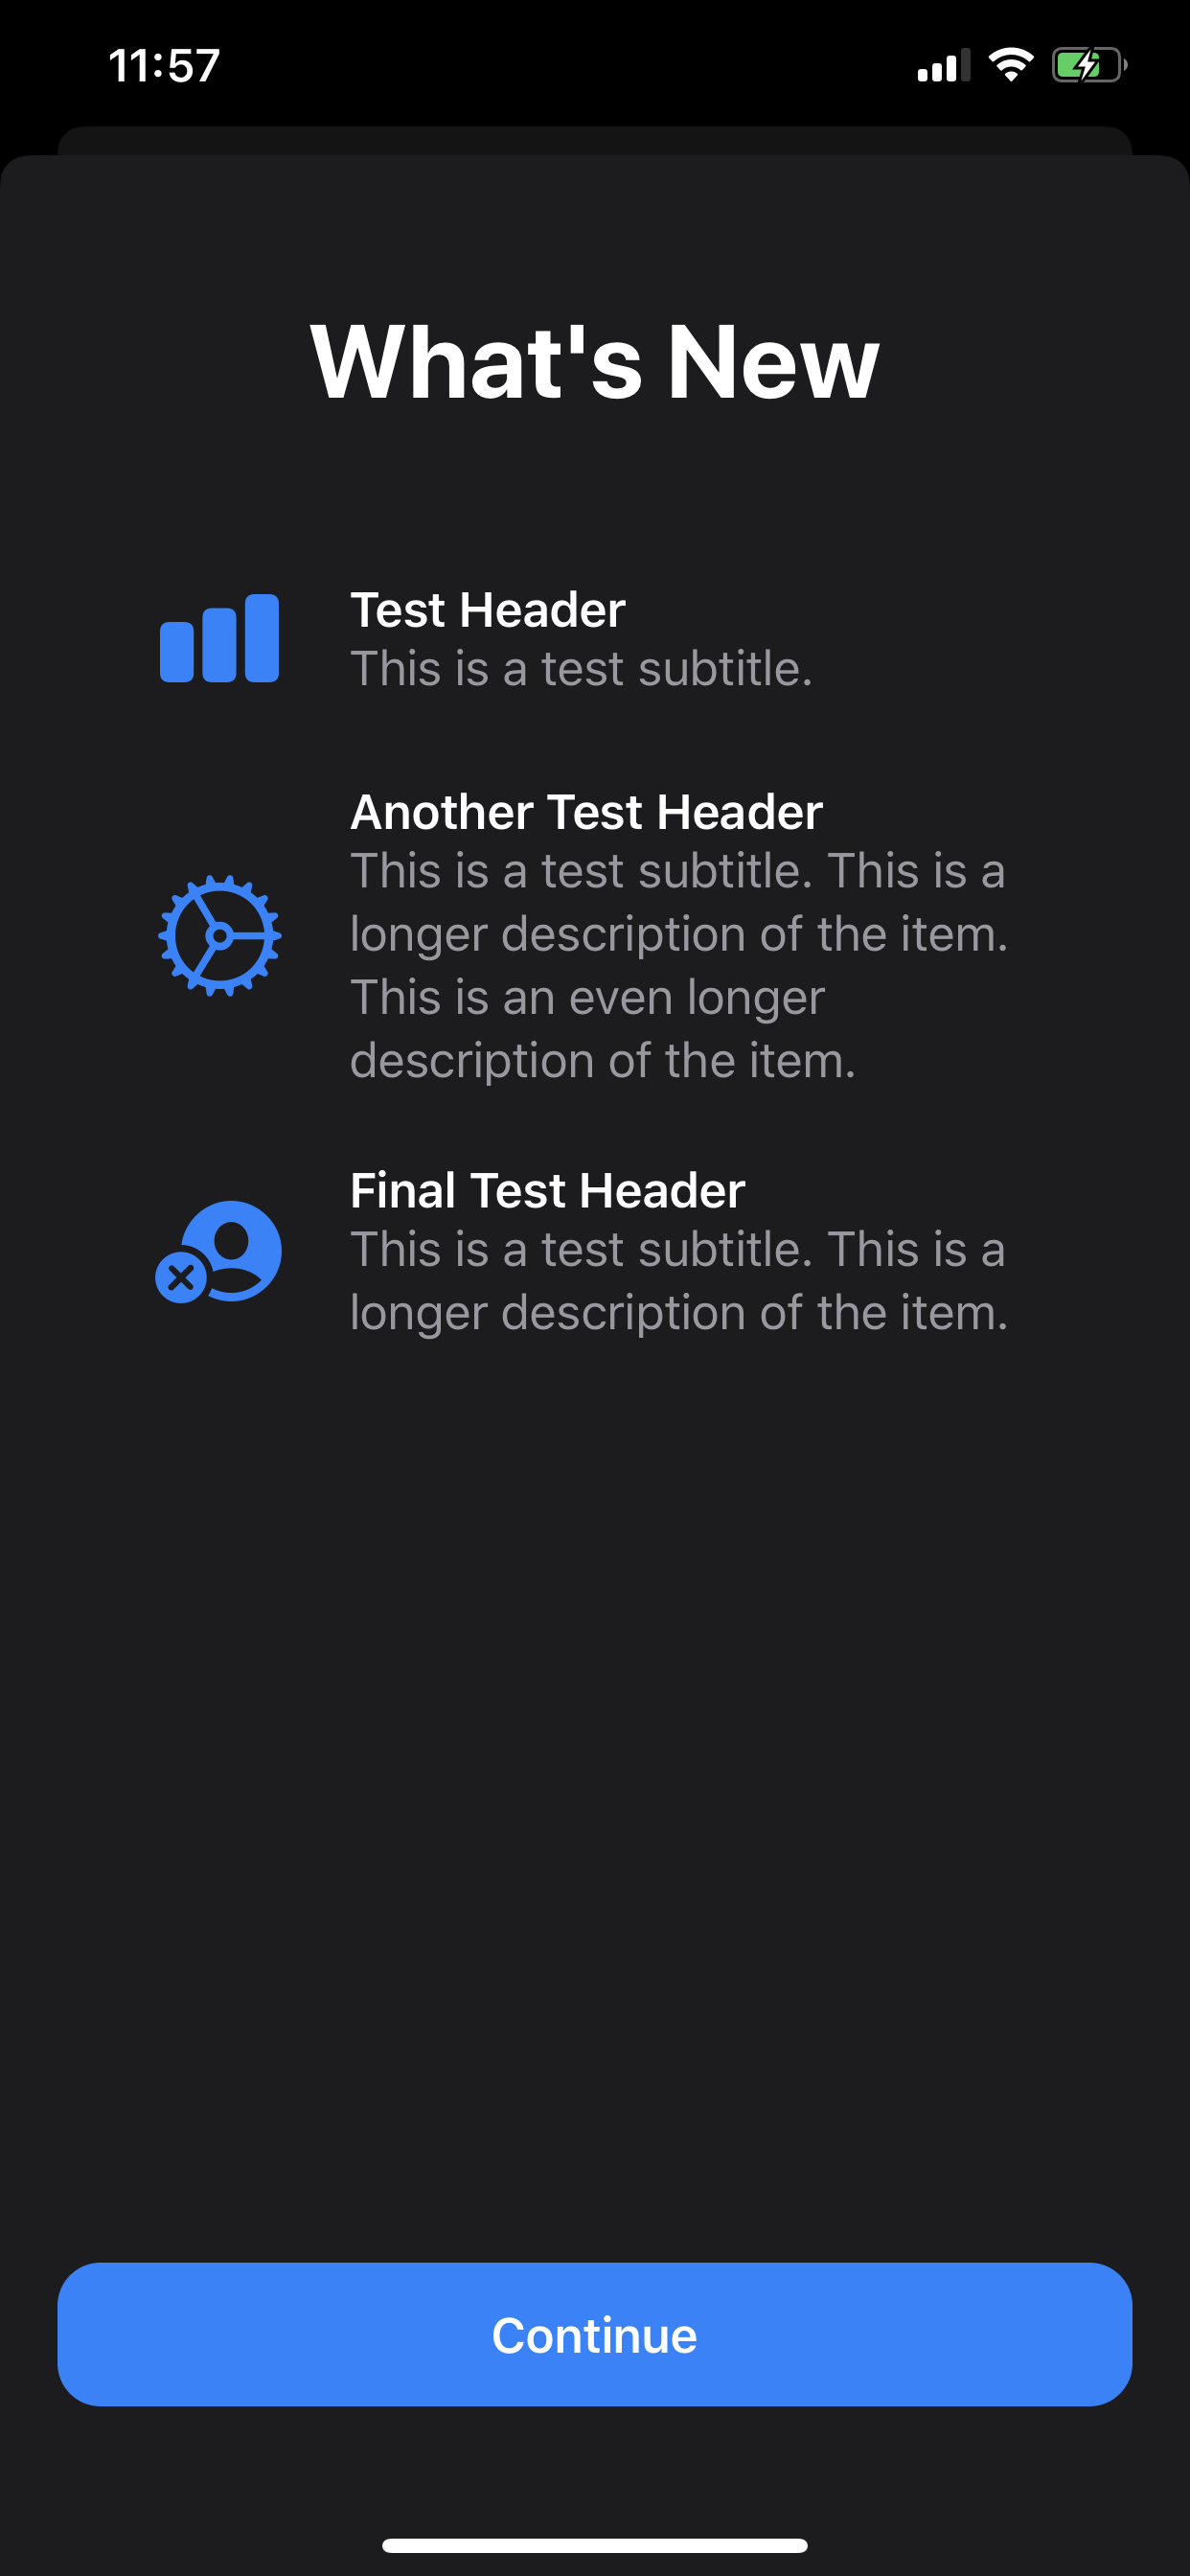 11:57
What's New
Test Header
This is a test subtitle.
Another Test Header
This is a test subtitle. This is a
longer description of the item.
This is an even longer
description of the item.
Final Test Header
This is a test subtitle. This is a
longer description of the item.
Continue